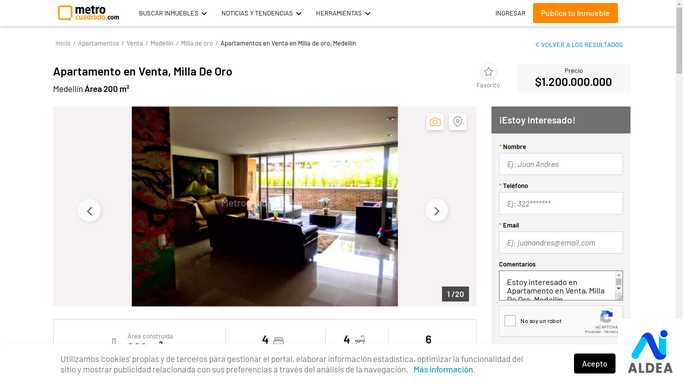 metro
cuadrado.com
BUSCAR INMUEBLES
NOTICIAS Y TENDENCIAS
HERRAMIENTAS
INGRESAR
Publica tu Inmueble
Inicio / Apartamentos / Venta / Medellín / Milla de oro / Apartamentos en Venta en Milla de oro, Medellín
VOLVER A LOS RESULTADOS
Apartamento en Venta, Milla De Oro
Medellín Área 200 m²
Favorito
Precio
$1.200.000.000
1 / 20
¡Estoy Interesado!
* Nombre
Ej: Juan Andres
* Teléfono
Ej: 322*******
* Email
Ej: juanandres@email.com
Comentarios
Estoy interesado en
Apartamento en Venta, Milla
De Oro, Medellín
No soy un robot
reCAPTCHA
Área construida
4
4
6
Utilizamos 'cookies' propias y de terceros para gestionar el portal, elaborar información estadística, optimizar la funcionalidad del
sitio y mostrar publicidad relacionada con sus preferencias a través del análisis de la navegación. Más información.
Acepto
ALDEA